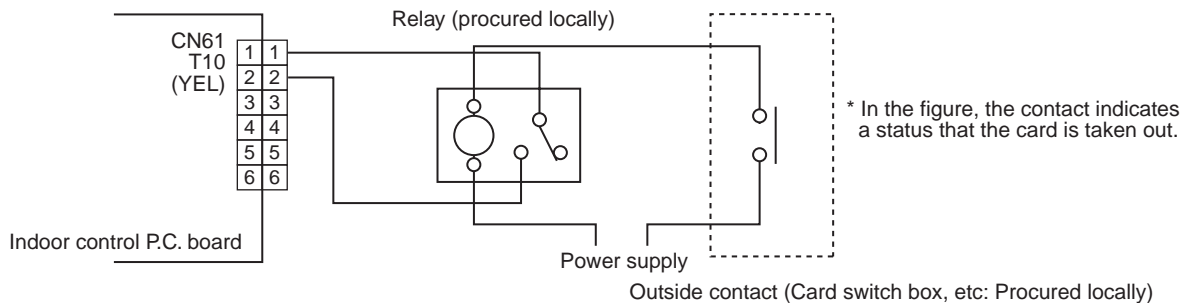 Relay (procured locally)
CN61
T10
(YEL)
1 1
2 2
3 3
4 4
5 5
6 6
* In the figure, the contact indicates
a status that the card is taken out.
Indoor control P.C. board
Power supply
Outside contact (Card switch box, etc: Procured locally)